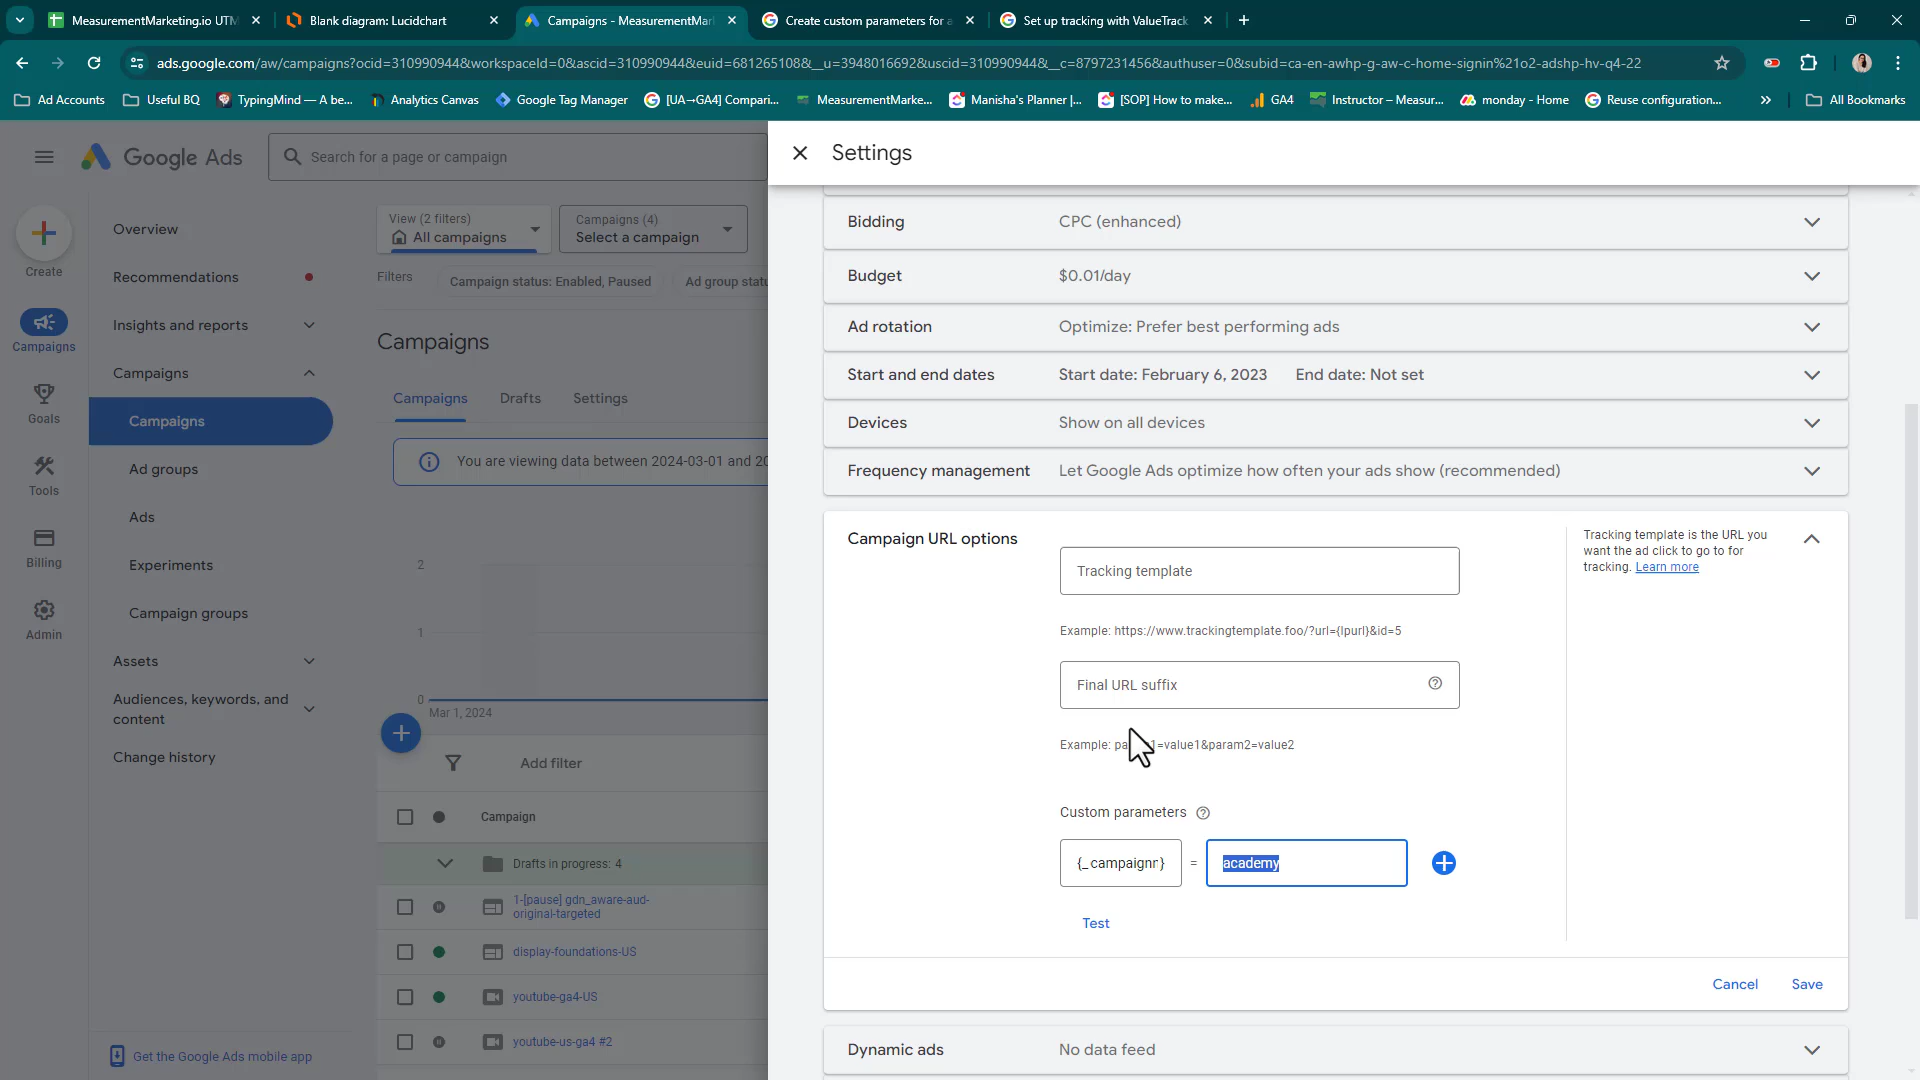 MeasurementMarketing.io UTM
Blank diagram: Lucidchart
Campaigns - MeasurementMar
Create custom parameters for a
Set up tracking with ValueTrack
ads.google.com/aw/campaigns?ocid=310990944&workspaceId=0&ascid=310990944&euid=681265108&__u=3948016692&uscid=310990944&__c=8797231456&authuser=0&subid=ca-en-awhp-g-aw-c-home-signin%21o2-adshp-hv-q4-22
Ad Accounts
Useful BQ
TypingMind — A be...
Analytics Canvas
Google Tag Manager
[UA→GA4] Compari...
MeasurementMarke...
Manisha's Planner |...
[SOP] How to make...
GA4
Instructor – Measur...
monday - Home
Reuse configuration...
All Bookmarks
Google Ads
Search for a page or campaign
Settings
Create
Campaigns
Goals
Tools
Billing
Admin
Overview
Recommendations
Insights and reports
Campaigns
Campaigns
Ad groups
Ads
Experiments
Campaign groups
Assets
Audiences, keywords, and
content
Change history
Get the Google Ads mobile app
View (2 filters)
All campaigns
Campaigns (4)
Select a campaign
Filters
Campaign status: Enabled, Paused
Ad group statu
Campaigns
Campaigns
Drafts
Settings
You are viewing data between 2024-03-01 and 20
2
1
0
Mar 1, 2024
Add filter
Campaign
Drafts in progress: 4
1-[pause] gdn_aware-aud-
original-targeted
display-foundations-US
youtube-ga4-US
youtube-us-ga4 #2
Bidding
CPC (enhanced)
Budget
$0.01/day
Ad rotation
Optimize: Prefer best performing ads
Start and end dates
Start date: February 6, 2023
End date: Not set
Devices
Show on all devices
Frequency management
Let Google Ads optimize how often your ads show (recommended)
Campaign URL options
Tracking template
Example: https://www.trackingtemplate.foo/?url={lpurl}&id=5
Final URL suffix
Example: =value1&param2=value2
Custom parameters
{_campaignr} = academy
Test
Tracking template is the URL you
want the ad click to go to for
tracking. Learn more
Cancel
Save
Dynamic ads
No data feed